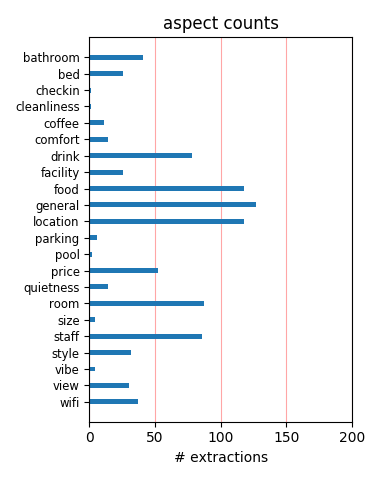 aspect counts
bathroom
bed
checkin
cleanliness
coffee
comfort
drink
facility
food
general
location
parking
pool
price
quietness
room
size
staff
style
vibe
view
wifi
0 50 100 150 200
# extractions